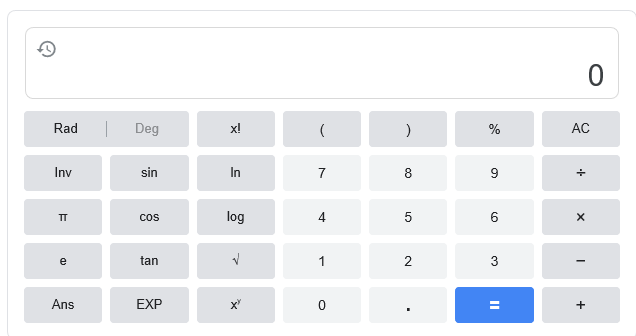 0
Rad | Deg x! ( ) % AC
Inv sin ln 7 8 9 ÷
π cos log 4 5 6 ×
e tan √ 1 2 3 −
Ans EXP xʸ 0 . = +